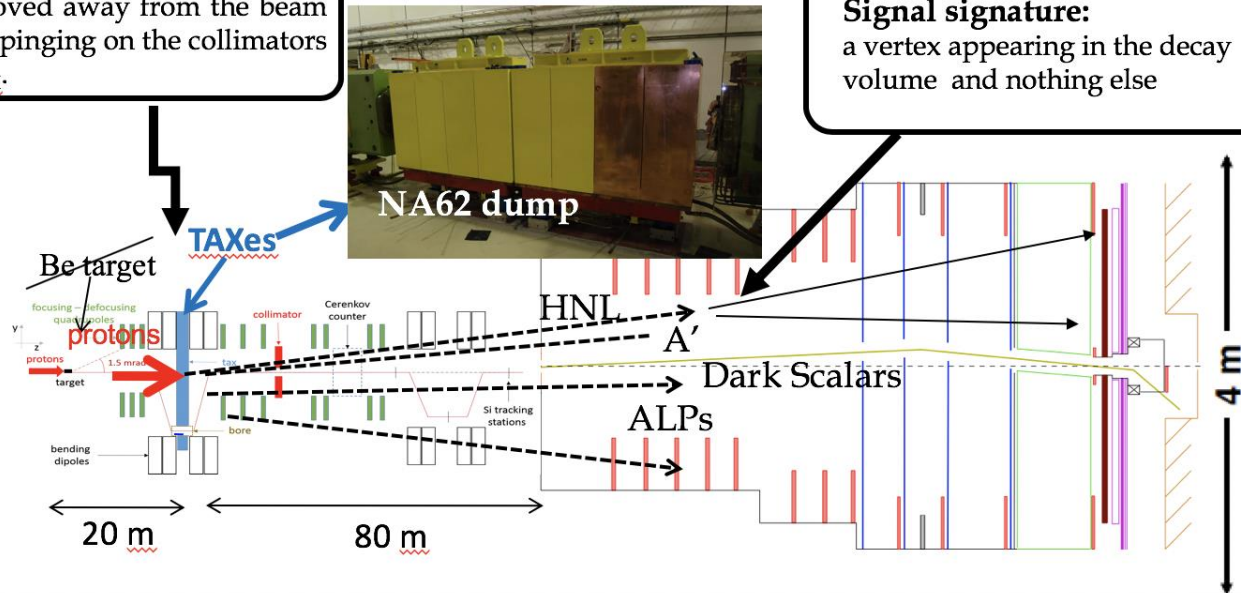 oved away from the beam
pinging on the collimators
Signal signature:
a vertex appearing in the decay
volume and nothing else
NA62 dump
TAXes
Be target
focusing – defocusing
quadrupoles
protons
Cerenkov
counter
collimator
y
z
protons
target
1.5 mrad
tax
HNL
A'
Dark Scalars
ALPs
Si tracking
stations
bore
bending
dipoles
20 m
80 m
4 m